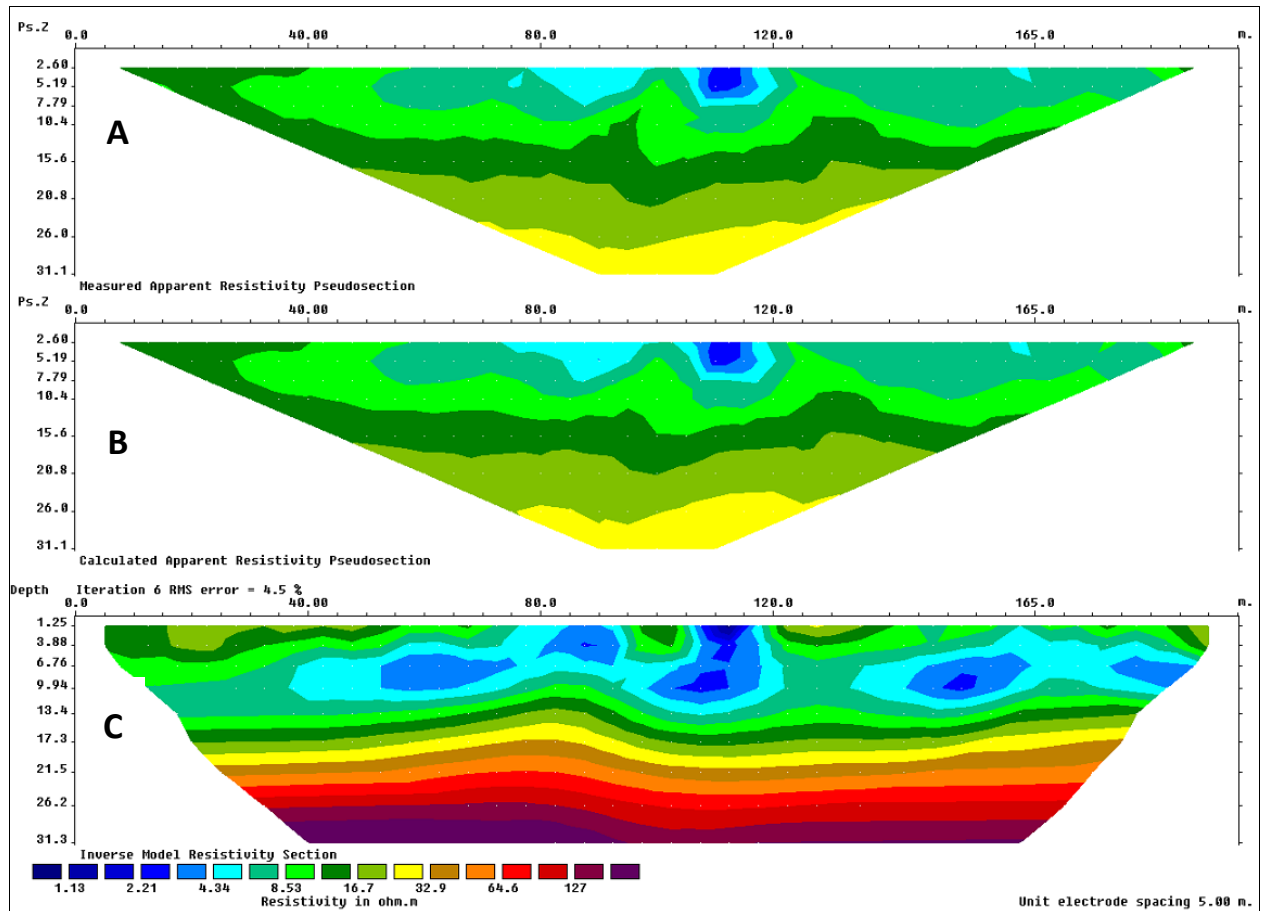 Ps.Z 0.0 40.00 80.0 120.0 165.0 m.
2.60
5.19
7.79
10.4
A
15.6
20.8
26.0
31.1
Measured Apparent Resistivity Pseudosection
Ps.Z 0.0 40.00 80.0 120.0 165.0 m.
2.60
5.19
7.79
10.4
15.6
B
20.8
26.0
31.1
Calculated Apparent Resistivity Pseudosection
Depth Iteration 6 RMS error = 4.5 %
0.0 40.00 80.0 120.0 165.0 m.
1.25
3.88
6.76
9.94
13.4
C
17.3
21.5
26.2
31.3
Inverse Model Resistivity Section
1.13 2.21 4.34 8.53 16.7 32.9 64.6 127
Resistivity in ohm.m Unit electrode spacing 5.00 m.